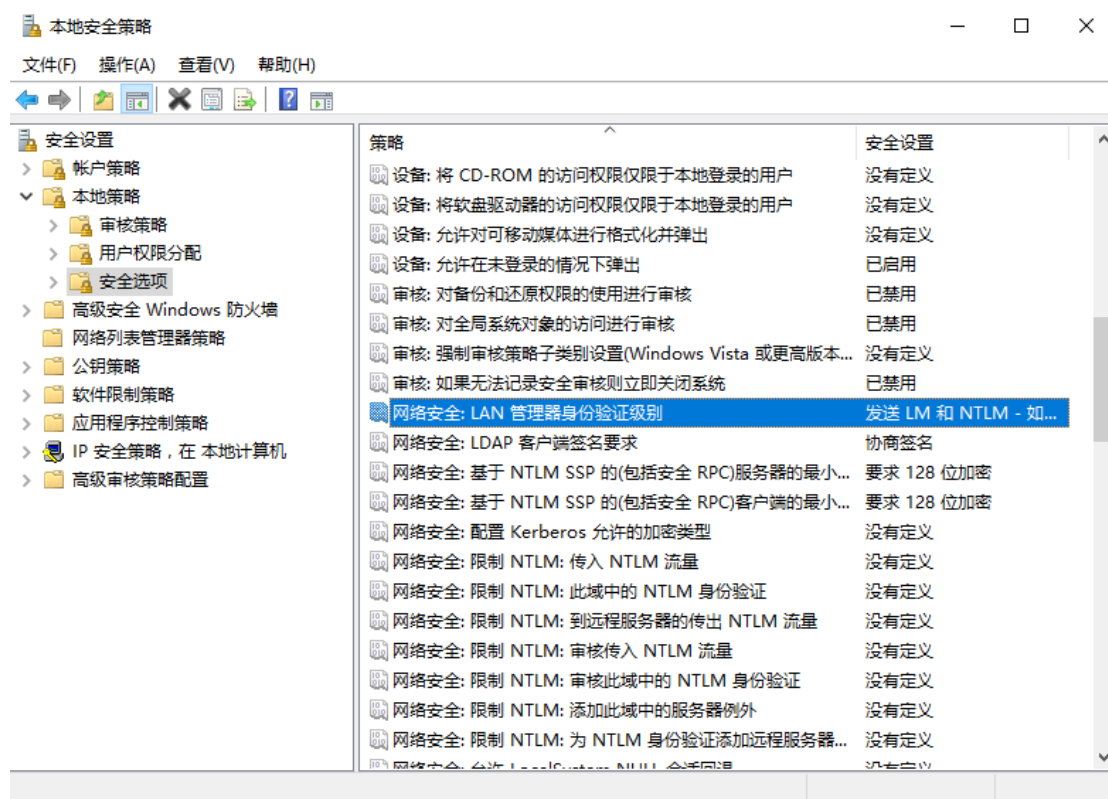 本地安全策略
文件(F) 操作(A) 查看(V) 帮助(H)
安全设置
帐户策略
本地策略
审核策略
用户权限分配
安全选项
高级安全 Windows 防火墙
网络列表管理器策略
公钥策略
软件限制策略
应用程序控制策略
IP 安全策略，在 本地计算机
高级审核策略配置
策略 安全设置
设备: 将 CD-ROM 的访问权限仅限于本地登录的用户 没有定义
设备: 将软盘驱动器的访问权限仅限于本地登录的用户 没有定义
设备: 允许对可移动媒体进行格式化并弹出 没有定义
设备: 允许在未登录的情况下弹出 已启用
审核: 对备份和还原权限的使用进行审核 已禁用
审核: 对全局系统对象的访问进行审核 已禁用
审核: 强制审核策略子类别设置(Windows Vista 或更高版本... 没有定义
审核: 如果无法记录安全审核则立即关闭系统 已禁用
网络安全: LAN 管理器身份验证级别 发送 LM 和 NTLM - 如...
网络安全: LDAP 客户端签名要求 协商签名
网络安全: 基于 NTLM SSP 的(包括安全 RPC)服务器的最小... 要求 128 位加密
网络安全: 基于 NTLM SSP 的(包括安全 RPC)客户端的最小... 要求 128 位加密
网络安全: 配置 Kerberos 允许的加密类型 没有定义
网络安全: 限制 NTLM: 传入 NTLM 流量 没有定义
网络安全: 限制 NTLM: 此域中的 NTLM 身份验证 没有定义
网络安全: 限制 NTLM: 到远程服务器的传出 NTLM 流量 没有定义
网络安全: 限制 NTLM: 审核传入 NTLM 流量 没有定义
网络安全: 限制 NTLM: 审核此域中的 NTLM 身份验证 没有定义
网络安全: 限制 NTLM: 添加此域中的服务器例外 没有定义
网络安全: 限制 NTLM: 为 NTLM 身份验证添加远程服务器... 没有定义
网络安全: 允许 LocalSystem NULL 会话回退 没有定义